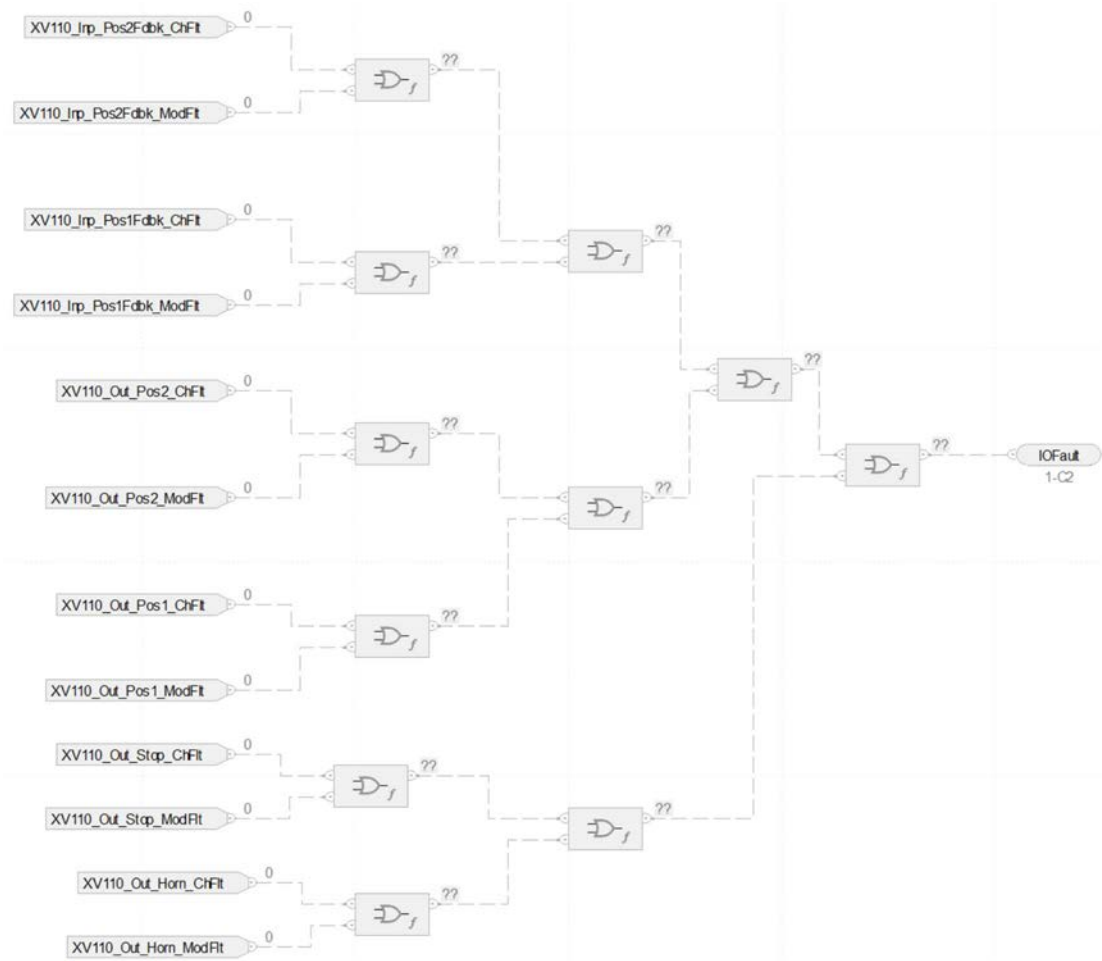 XV110_Inp_Pos2Fdbk_ChFlt
0
??
XV110_Inp_Pos2Fdbk_ModFlt
0
XV110_Inp_Pos1Fdbk_ChFlt
0
??
??
XV110_Inp_Pos1Fdbk_ModFlt
0
??
XV110_Out_Pos2_ChFlt
0
??
??
IOFault
1-C2
XV110_Out_Pos2_ModFlt
0
??
XV110_Out_Pos1_ChFlt
0
??
XV110_Out_Pos1_ModFlt
0
XV110_Out_Stop_ChFlt
0
??
XV110_Out_Stop_ModFlt
0
??
XV110_Out_Horn_ChFlt
0
??
XV110_Out_Horn_ModFlt
0
f
f
f
f
f
f
f
f
f
f
f